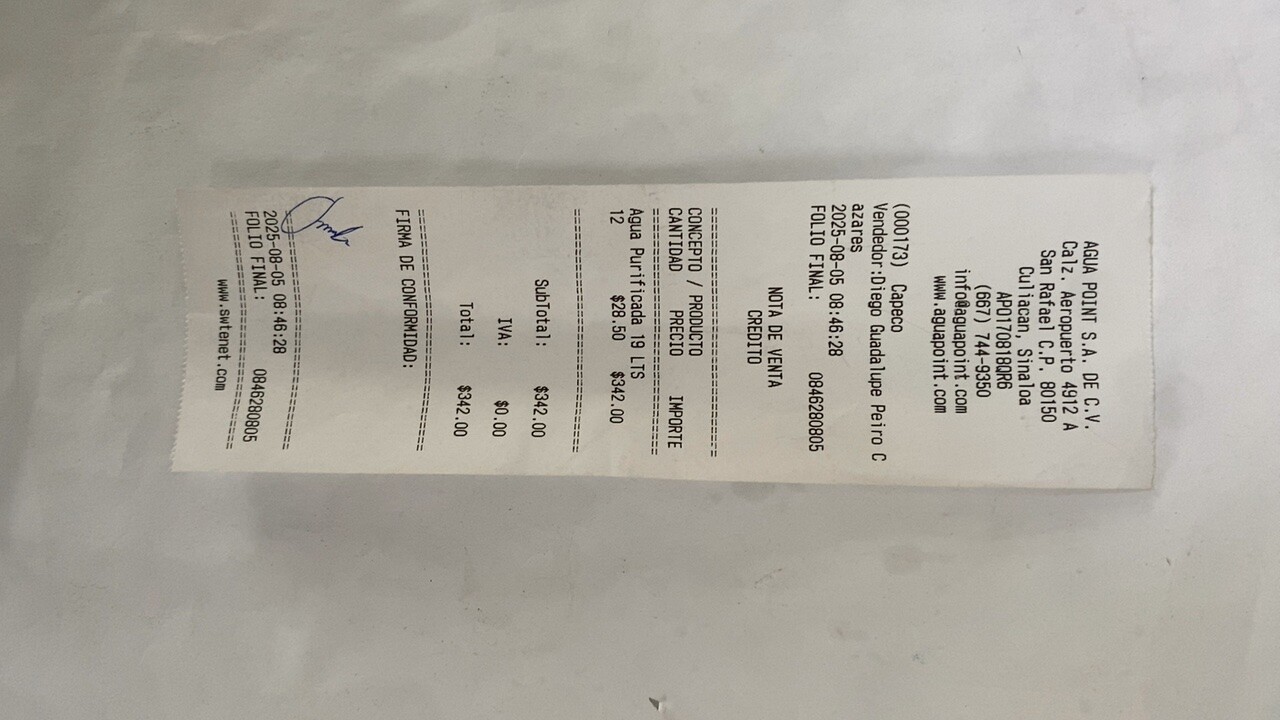 AGUA POINT S.A. DE C.V.
Calz. Aeropuerto 4912 A
San Rafael C.P. 80150
Culiacan, Sinaloa
APO170818QR6
(667) 744-9350
info@aguapoint.com
www.aguapoint.com
(000173) Capeco
Vendedor:Diego Guadalupe Peiro C
azares
2025-08-05 08:46:28
FOLIO FINAL: 0846280805
NOTA DE VENTA
CREDITO
================================
CONCEPTO / PRODUCTO
CANTIDAD PRECIO IMPORTE
================================
Agua Purificada 19 LTS
12 $28.50 $342.00
================================
SubTotal: $342.00
IVA: $0.00
Total: $342.00
================================
FIRMA DE CONFORMIDAD:
================================
2025-08-05 08:46:28
FOLIO FINAL: 0846280805
================================
www.swtenet.com